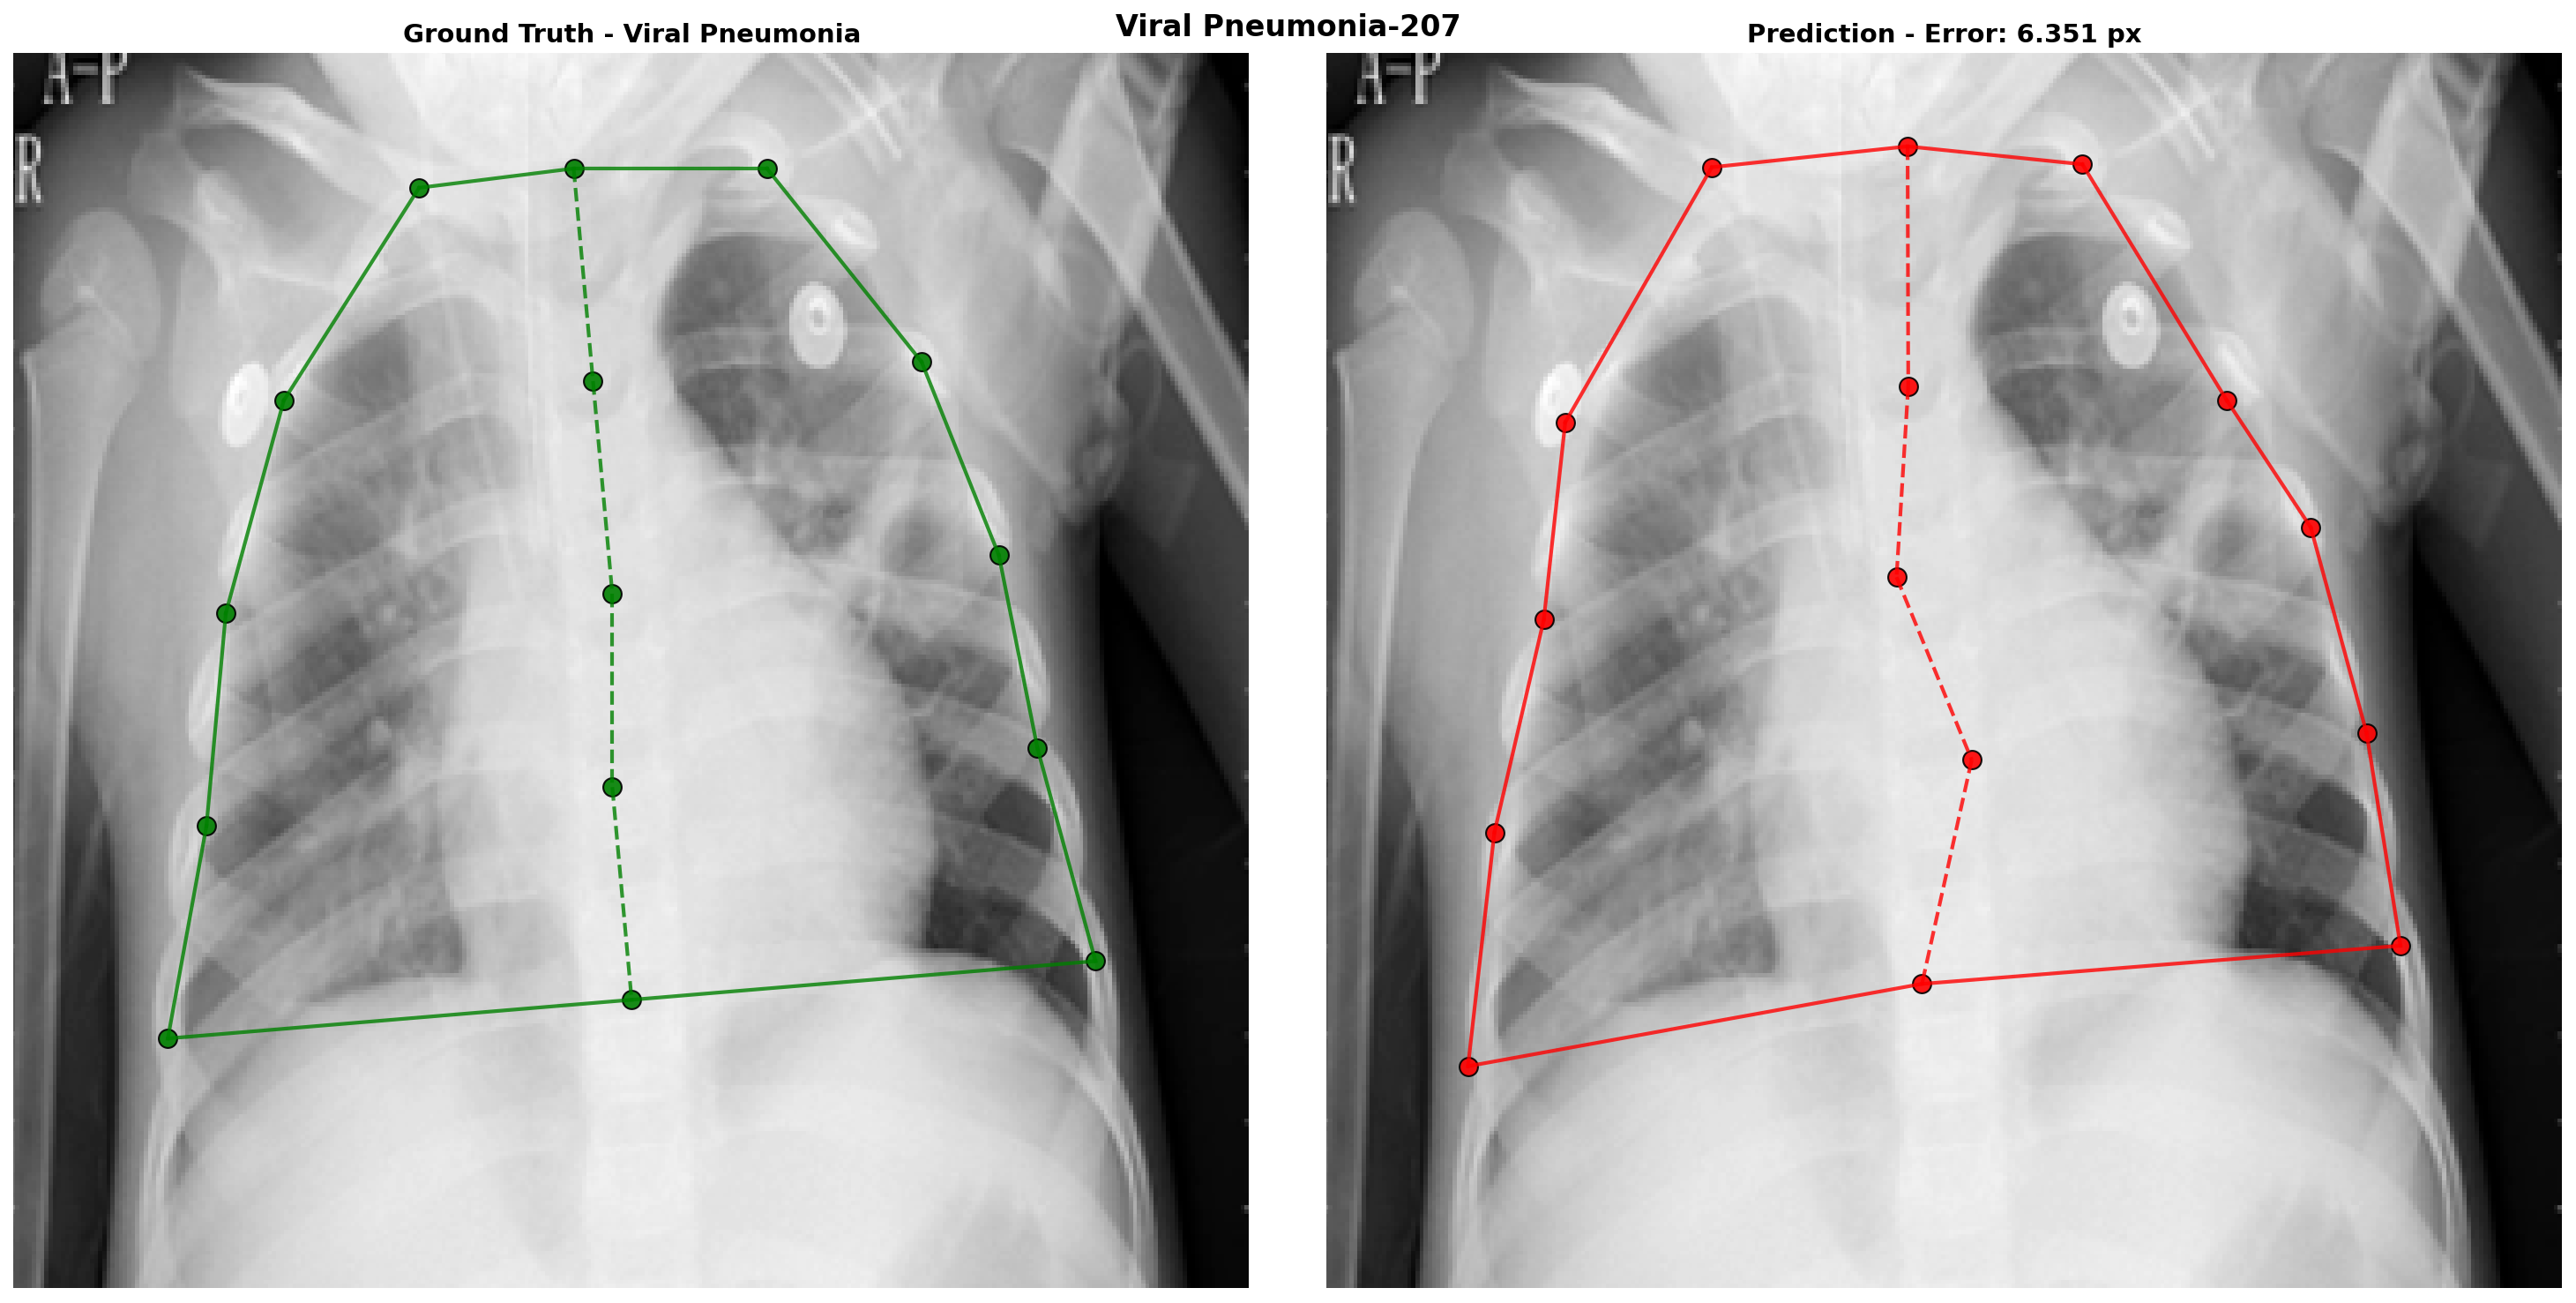 Viral Pneumonia-207
Ground Truth - Viral Pneumonia
Prediction - Error: 6.351 px
A-P
R
A-P
R